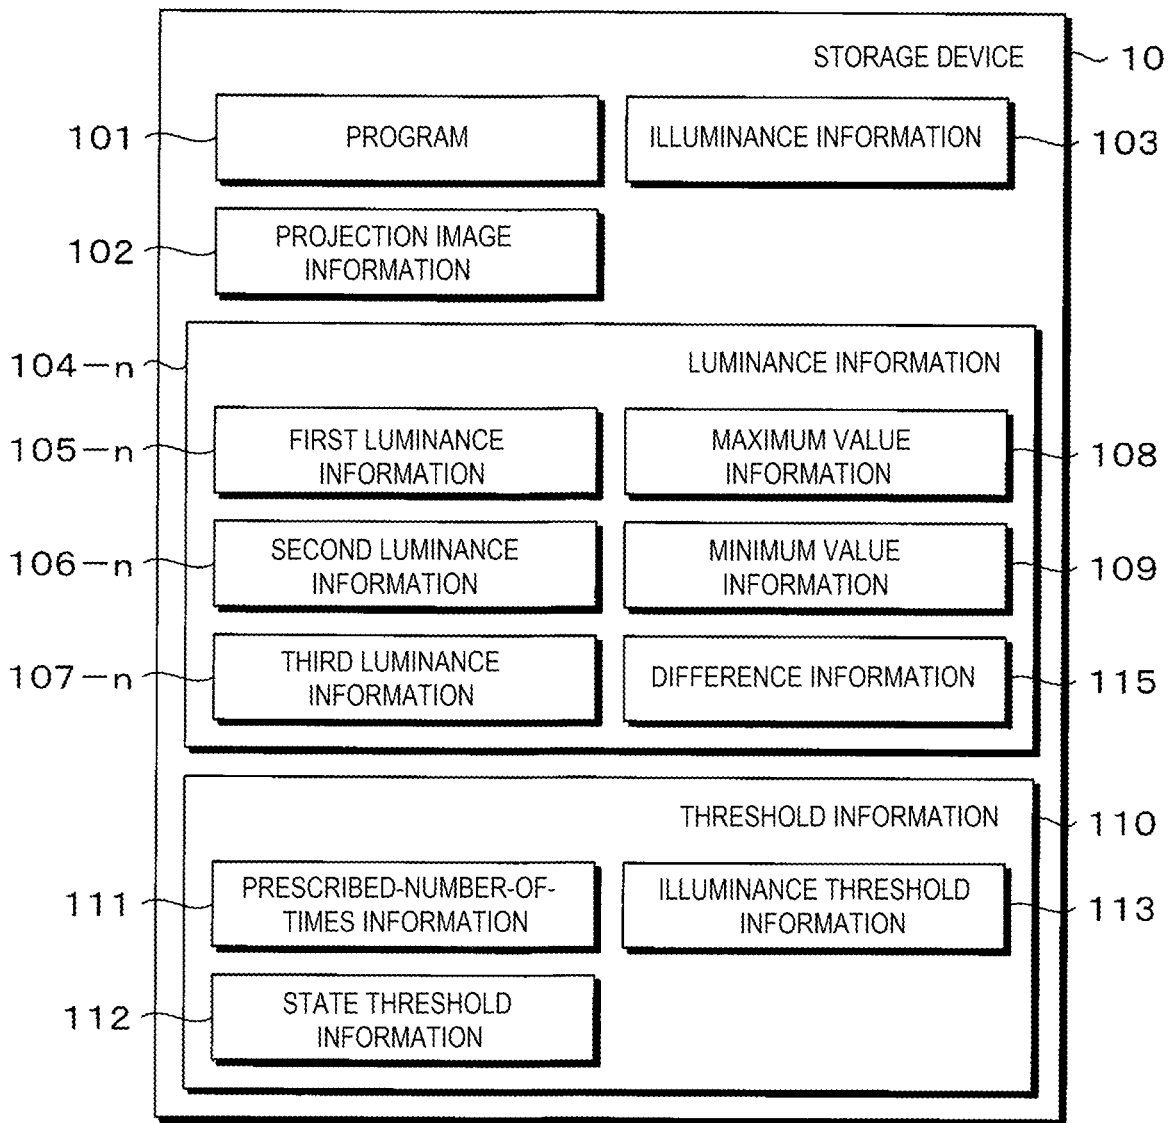 STORAGE DEVICE
10
101
PROGRAM
ILLUMINANCE INFORMATION
103
102
PROJECTION IMAGE
INFORMATION
104-n
LUMINANCE INFORMATION
105-n
FIRST LUMINANCE
INFORMATION
MAXIMUM VALUE
INFORMATION
108
106-n
SECOND LUMINANCE
INFORMATION
MINIMUM VALUE
INFORMATION
109
107-n
THIRD LUMINANCE
INFORMATION
DIFFERENCE INFORMATION
115
THRESHOLD INFORMATION
110
111
PRESCRIBED-NUMBER-OF-
TIMES INFORMATION
ILLUMINANCE THRESHOLD
INFORMATION
113
112
STATE THRESHOLD
INFORMATION